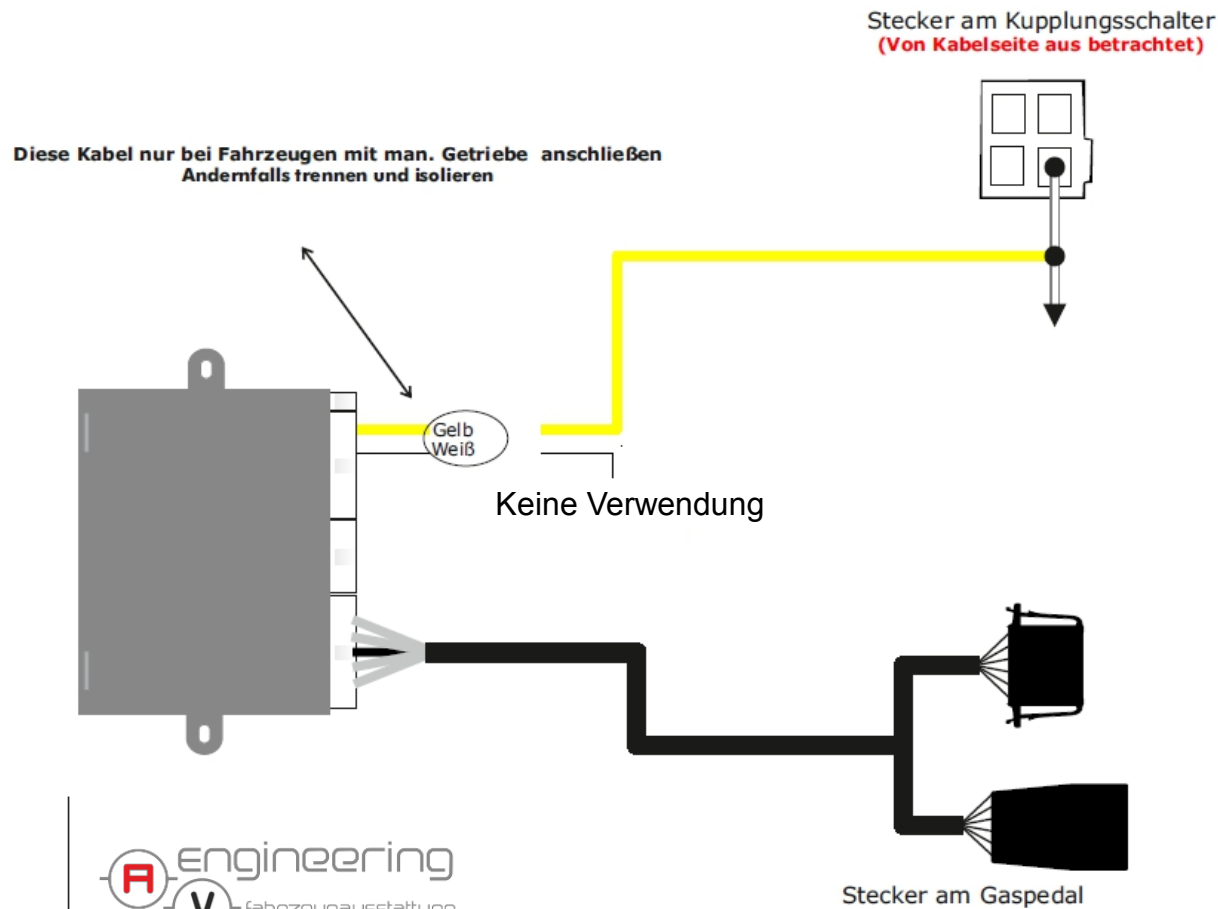 Stecker am Kupplungsschalter
(Von Kabelseite aus betrachtet)
Diese Kabel nur bei Fahrzeugen mit man. Getriebe anschließen
Andernfalls trennen und isolieren
Gelb
Weiß
Keine Verwendung
A
Engineering
V
fahrzeugausstattung
Stecker am Gaspedal